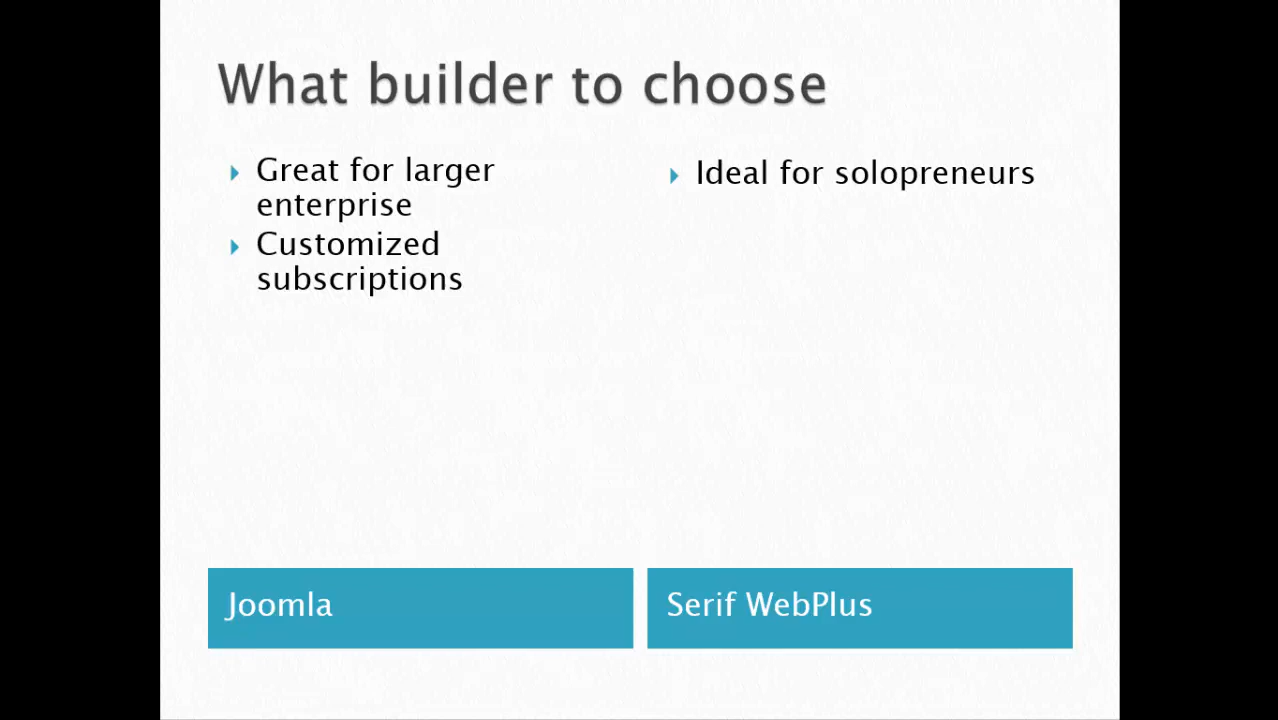 What builder to choose
Great for larger
enterprise
Customized
subscriptions
Ideal for solopreneurs
Joomla
Serif WebPlus